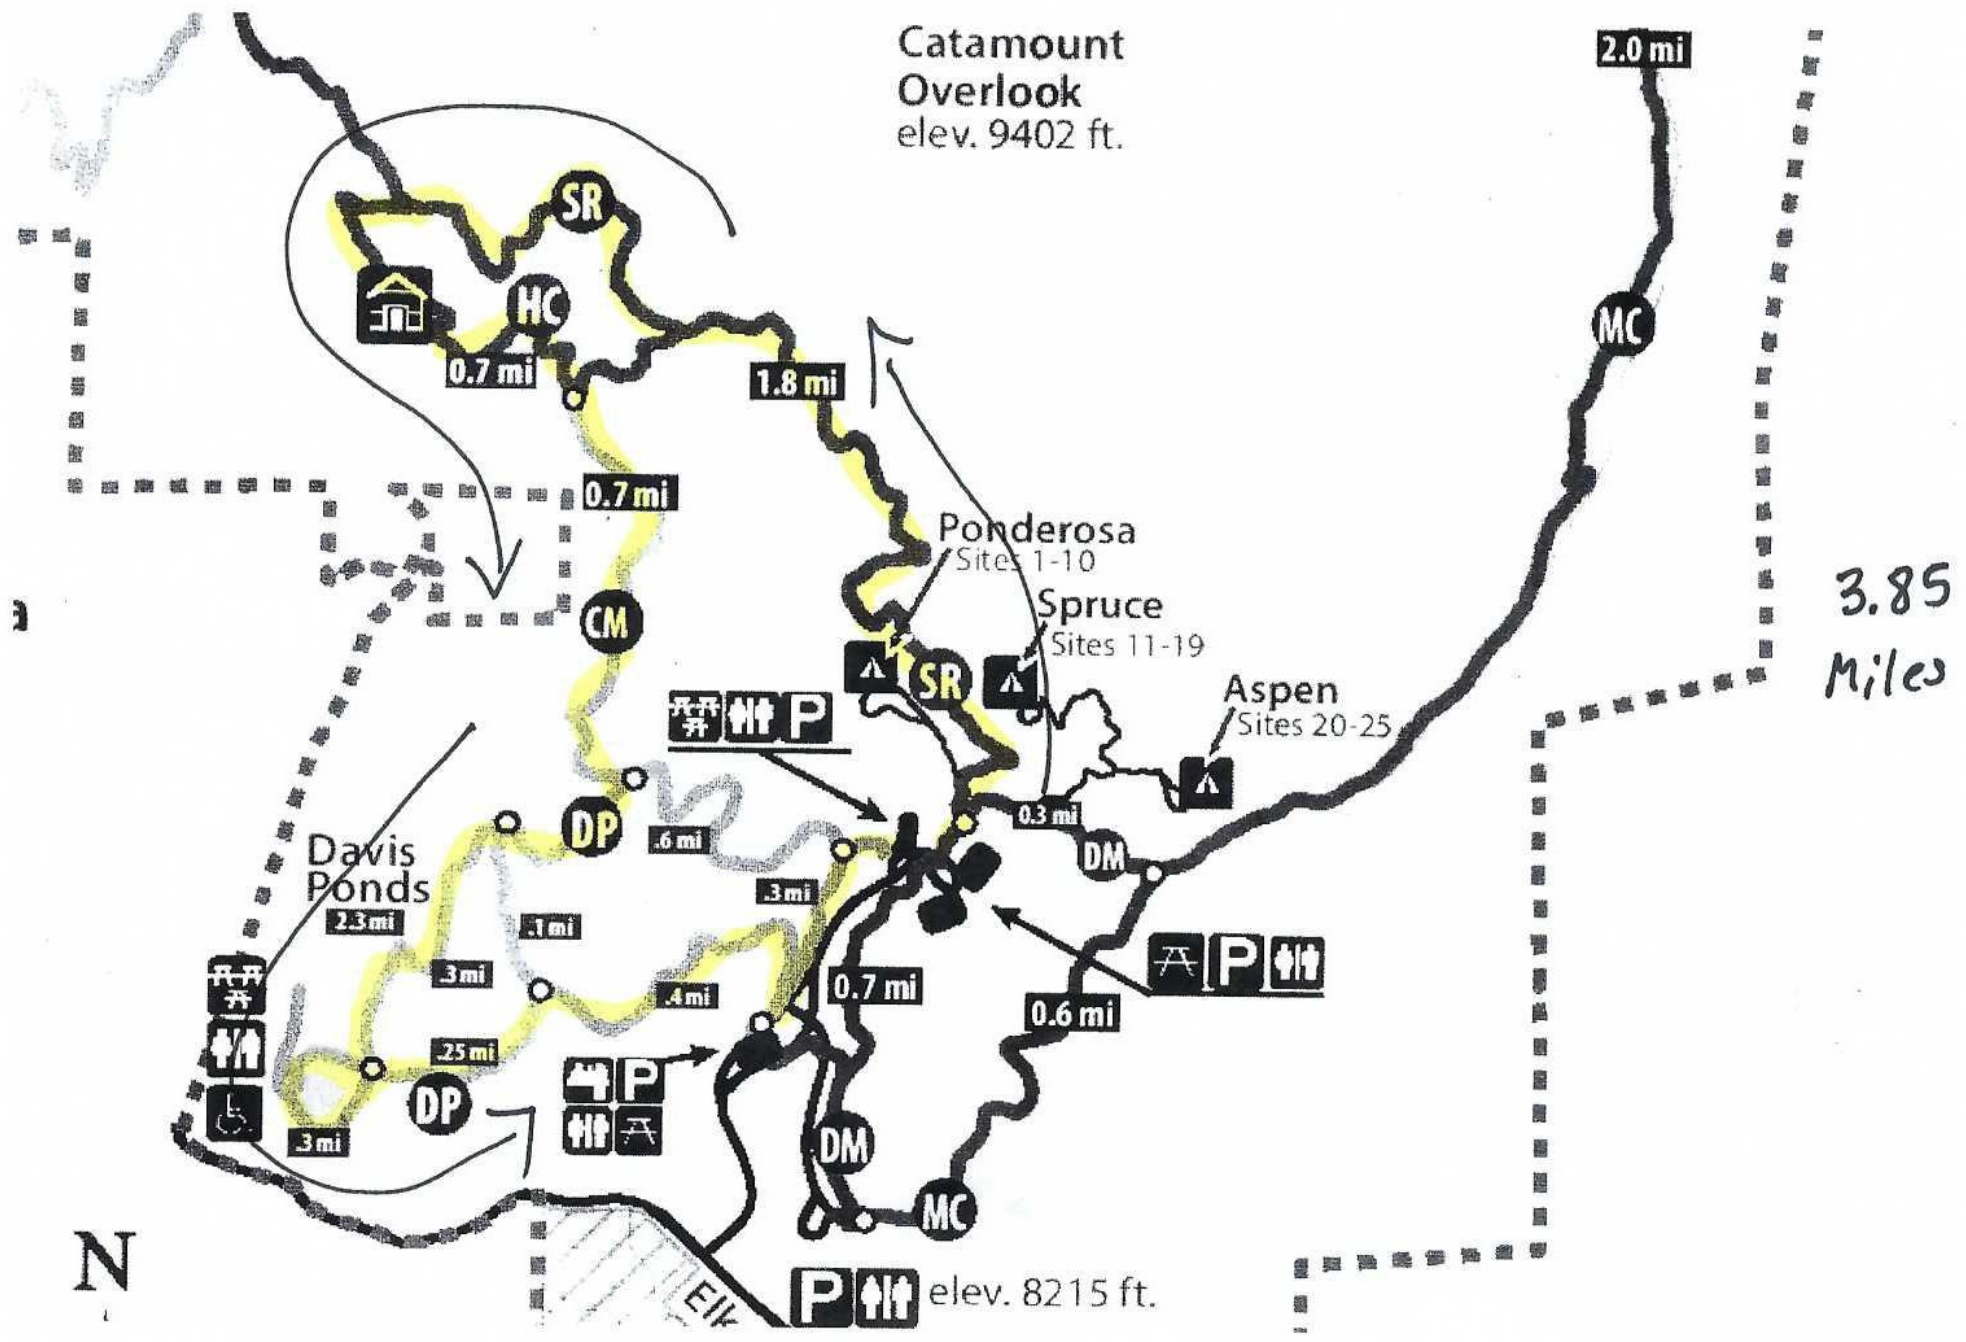 Catamount
Overlook
elev. 9402 ft.
2.0 mi
SR
HC
MC
0.7 mi
1.8 mi
0.7 mi
Ponderosa
Sites 1-10
3.85
Miles
Spruce
Sites 11-19
a
CM
SR
Aspen
Sites 20-25
P
DP
.6 mi
0.3 mi
DM
Davis
Ponds
.3 mi
2.3 mi
.1 mi
.3 mi
.4 mi
0.7 mi
P
0.6 mi
.25 mi
P
DP
.3 mi
DM
MC
N
Elk
P
elev. 8215 ft.